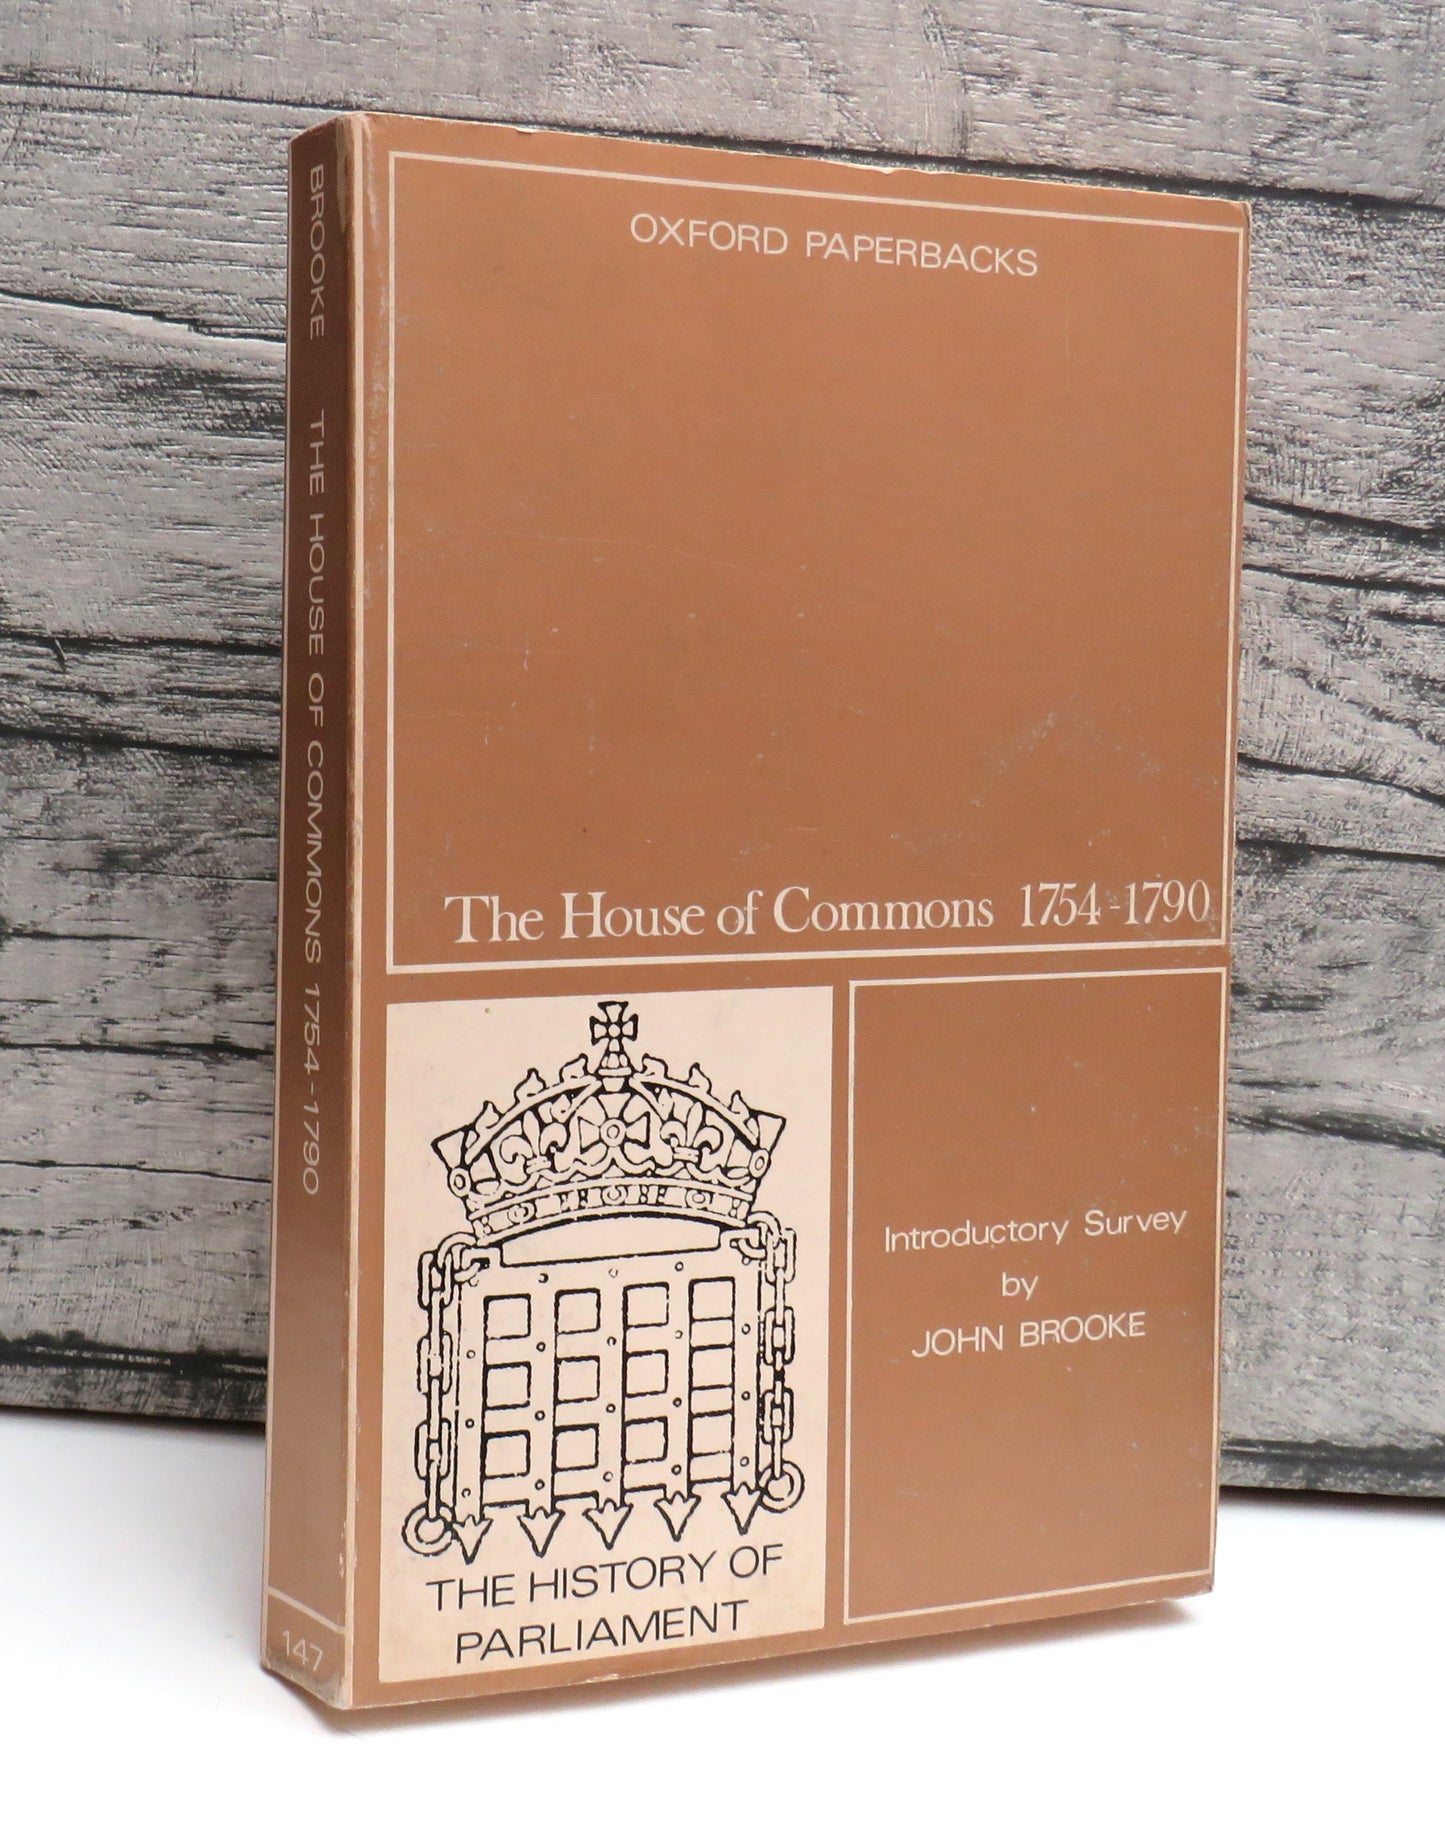 BROOKE THE HOUSE OF COMMONS 1754-1790
147
OXFORD PAPERBACKS
The House of Commons 1754-1790
THE HISTORY OF
PARLIAMENT
Introductory Survey
by
JOHN BROOKE